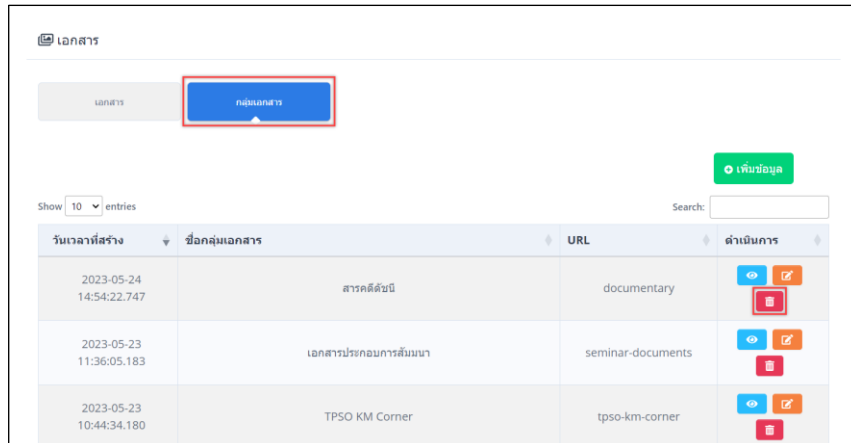 เอกสาร
เอกสาร กลุ่มเอกสาร
เพิ่มข้อมูล
Show 10 entries Search:
วันเวลาที่สร้าง ชื่อกลุ่มเอกสาร URL ดำเนินการ
2023-05-24
14:54:22.747
สารคดีดัชนี documentary
2023-05-23
11:36:05.183
เอกสารประกอบการสัมมนา seminar-documents
2023-05-23
10:44:34.180
TPSO KM Corner tpso-km-corner